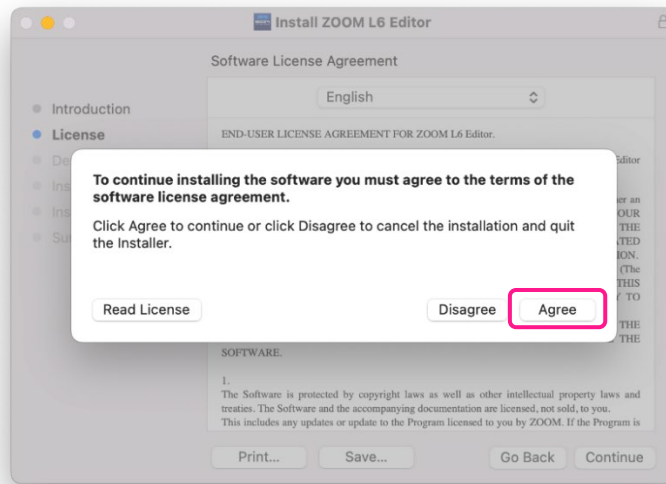 Install ZOOM L6 Editor
Software License Agreement
English
Introduction
License
END-USER LICENSE AGREEMENT FOR ZOOM L6 Editor.
Editor
To continue installing the software you must agree to the terms of the
software license agreement.
Click Agree to continue or click Disagree to cancel the installation and quit
the Installer.
Read License
Disagree
Agree
SOFTWARE.
1.
The Software is protected by copyright laws as well as other intellectual property laws and
treaties. The Software and the accompanying documentation are licensed, not sold, to you.
This includes any updates or update to the Program licensed to you by ZOOM. If the Program is
Print...
Save...
Go Back
Continue